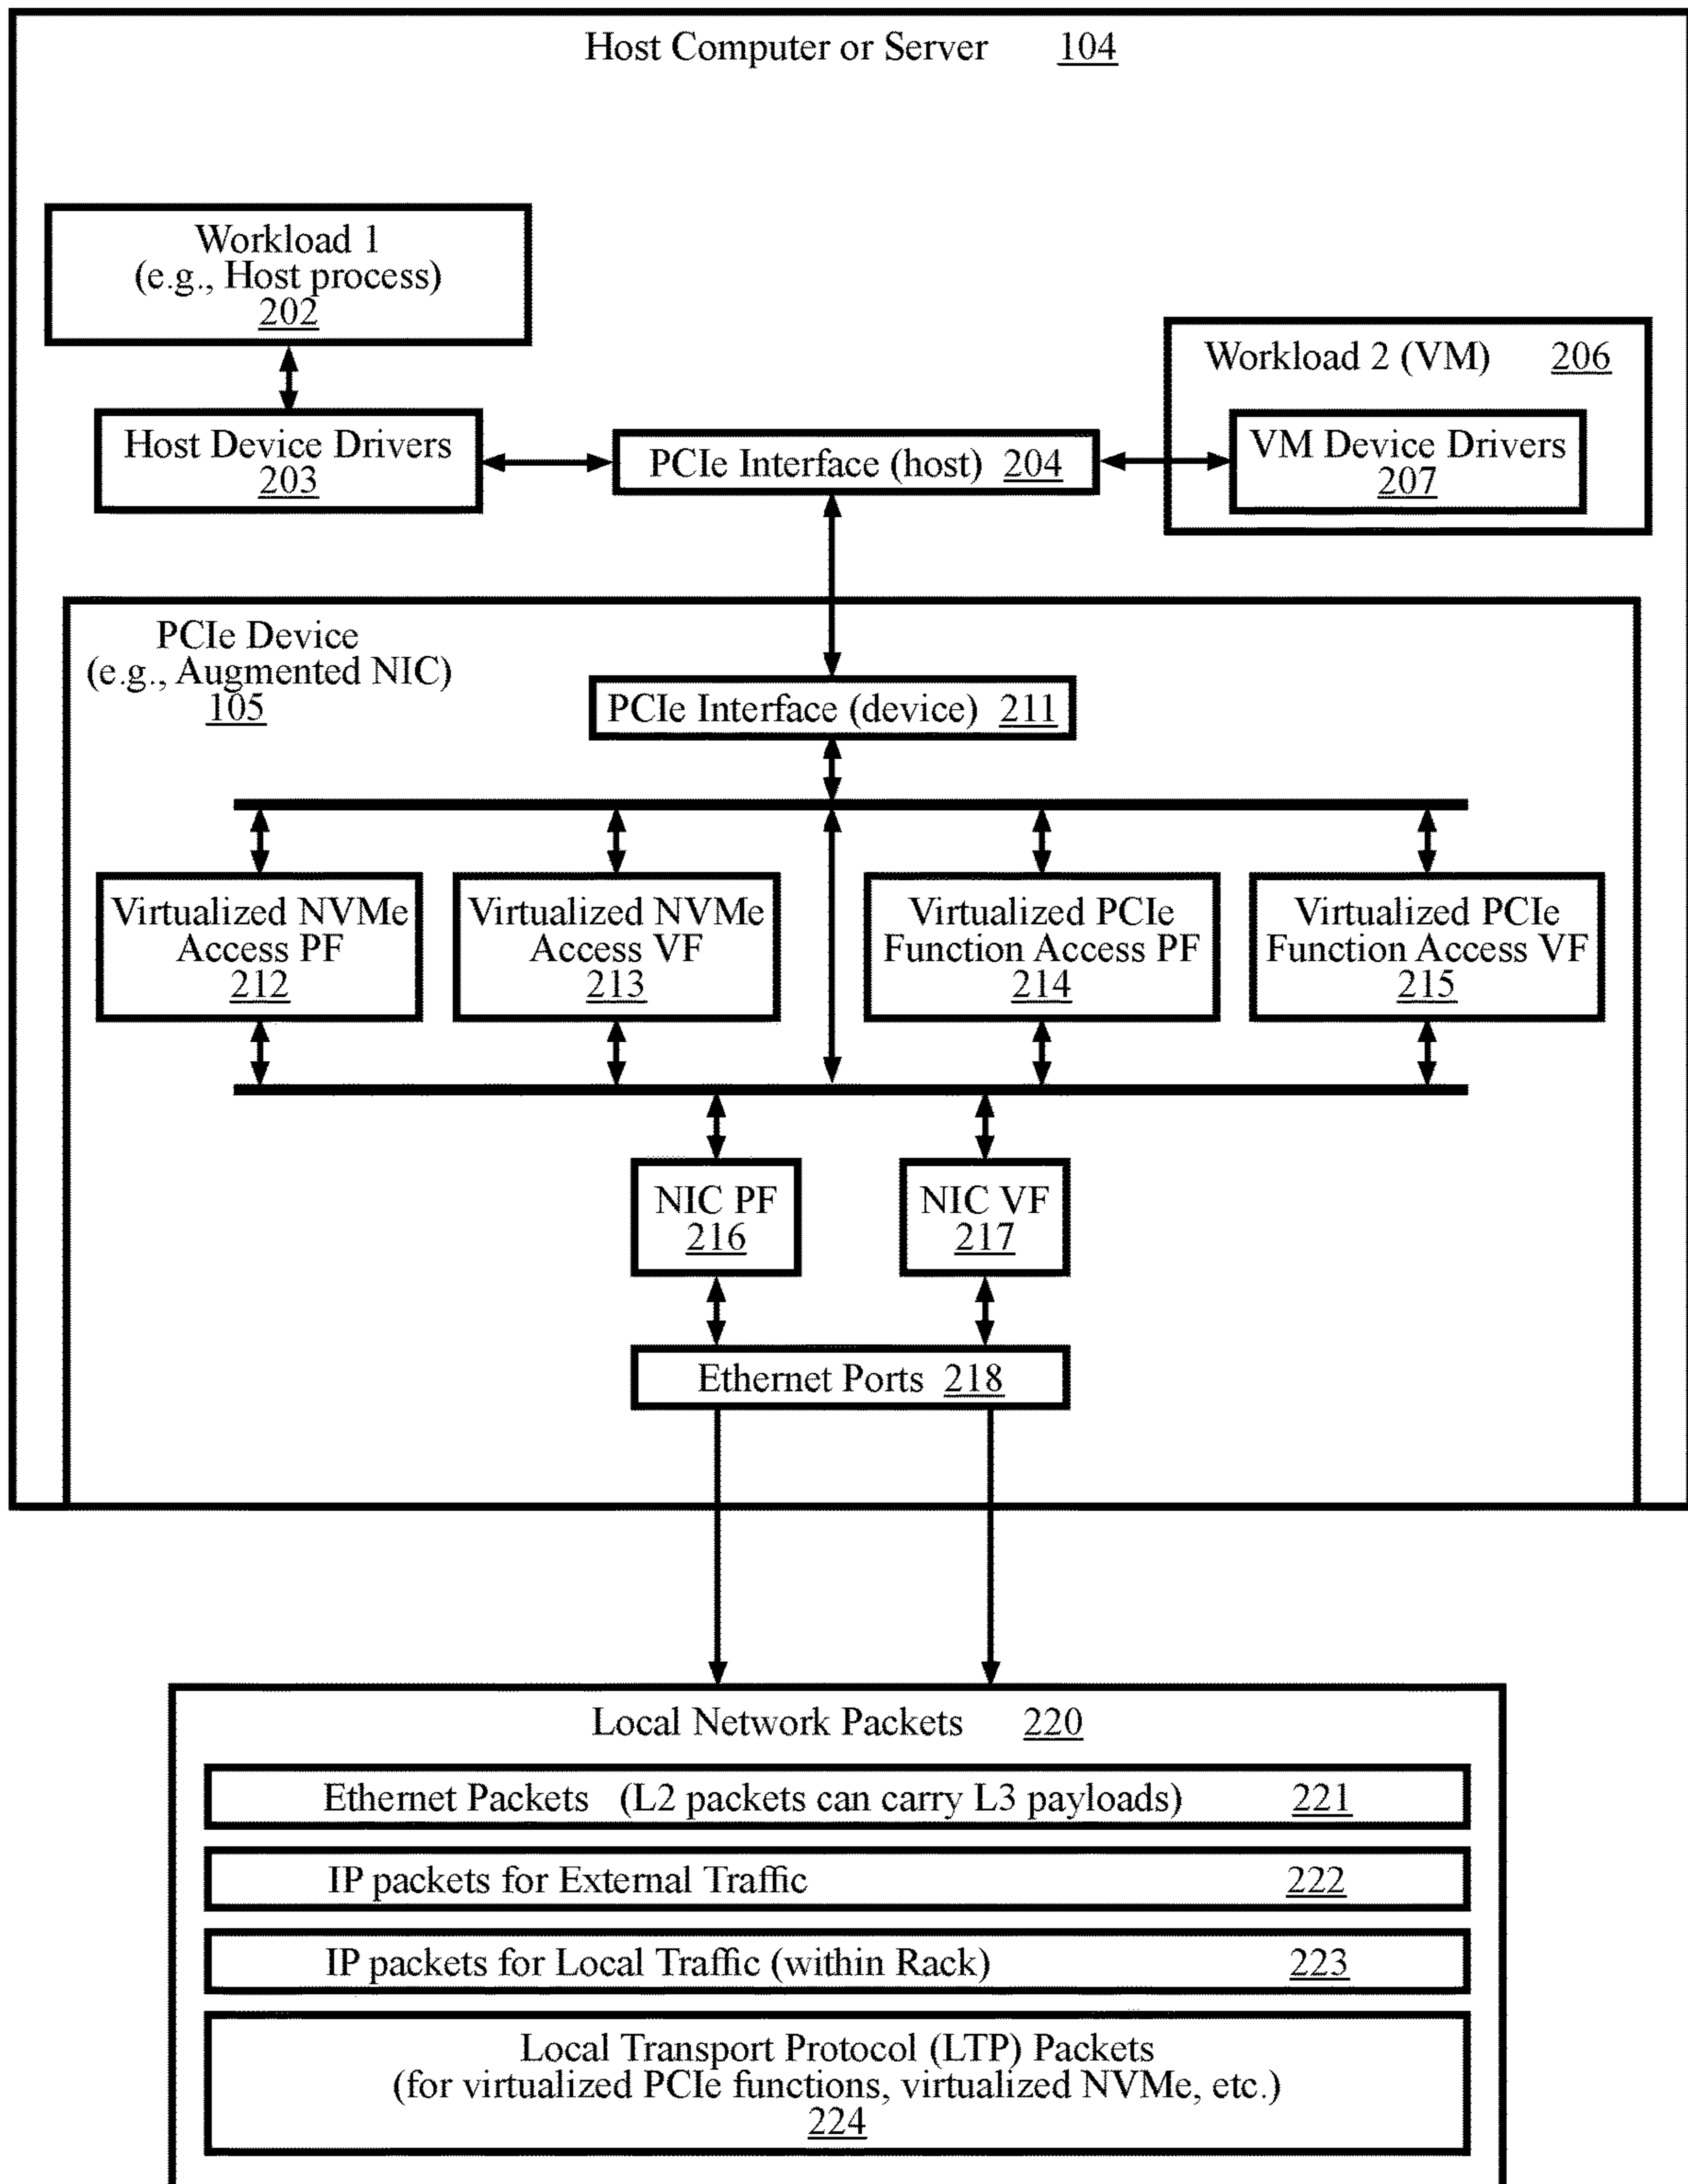 Host Computer or Server 104
Workload 1
(e.g., Host process)
202
Workload 2 (VM) 206
Host Device Drivers
203
PCIe Interface (host) 204
VM Device Drivers
207
PCIe Device
(e.g., Augmented NIC)
105
PCIe Interface (device) 211
Virtualized NVMe
Access PF
212
Virtualized NVMe
Access VF
213
Virtualized PCIe
Function Access PF
214
Virtualized PCIe
Function Access VF
215
NIC PF
216
NIC VF
217
Ethernet Ports 218
Local Network Packets 220
Ethernet Packets (L2 packets can carry L3 payloads) 221
IP packets for External Traffic 222
IP packets for Local Traffic (within Rack) 223
Local Transport Protocol (LTP) Packets
(for virtualized PCIe functions, virtualized NVMe, etc.)
224